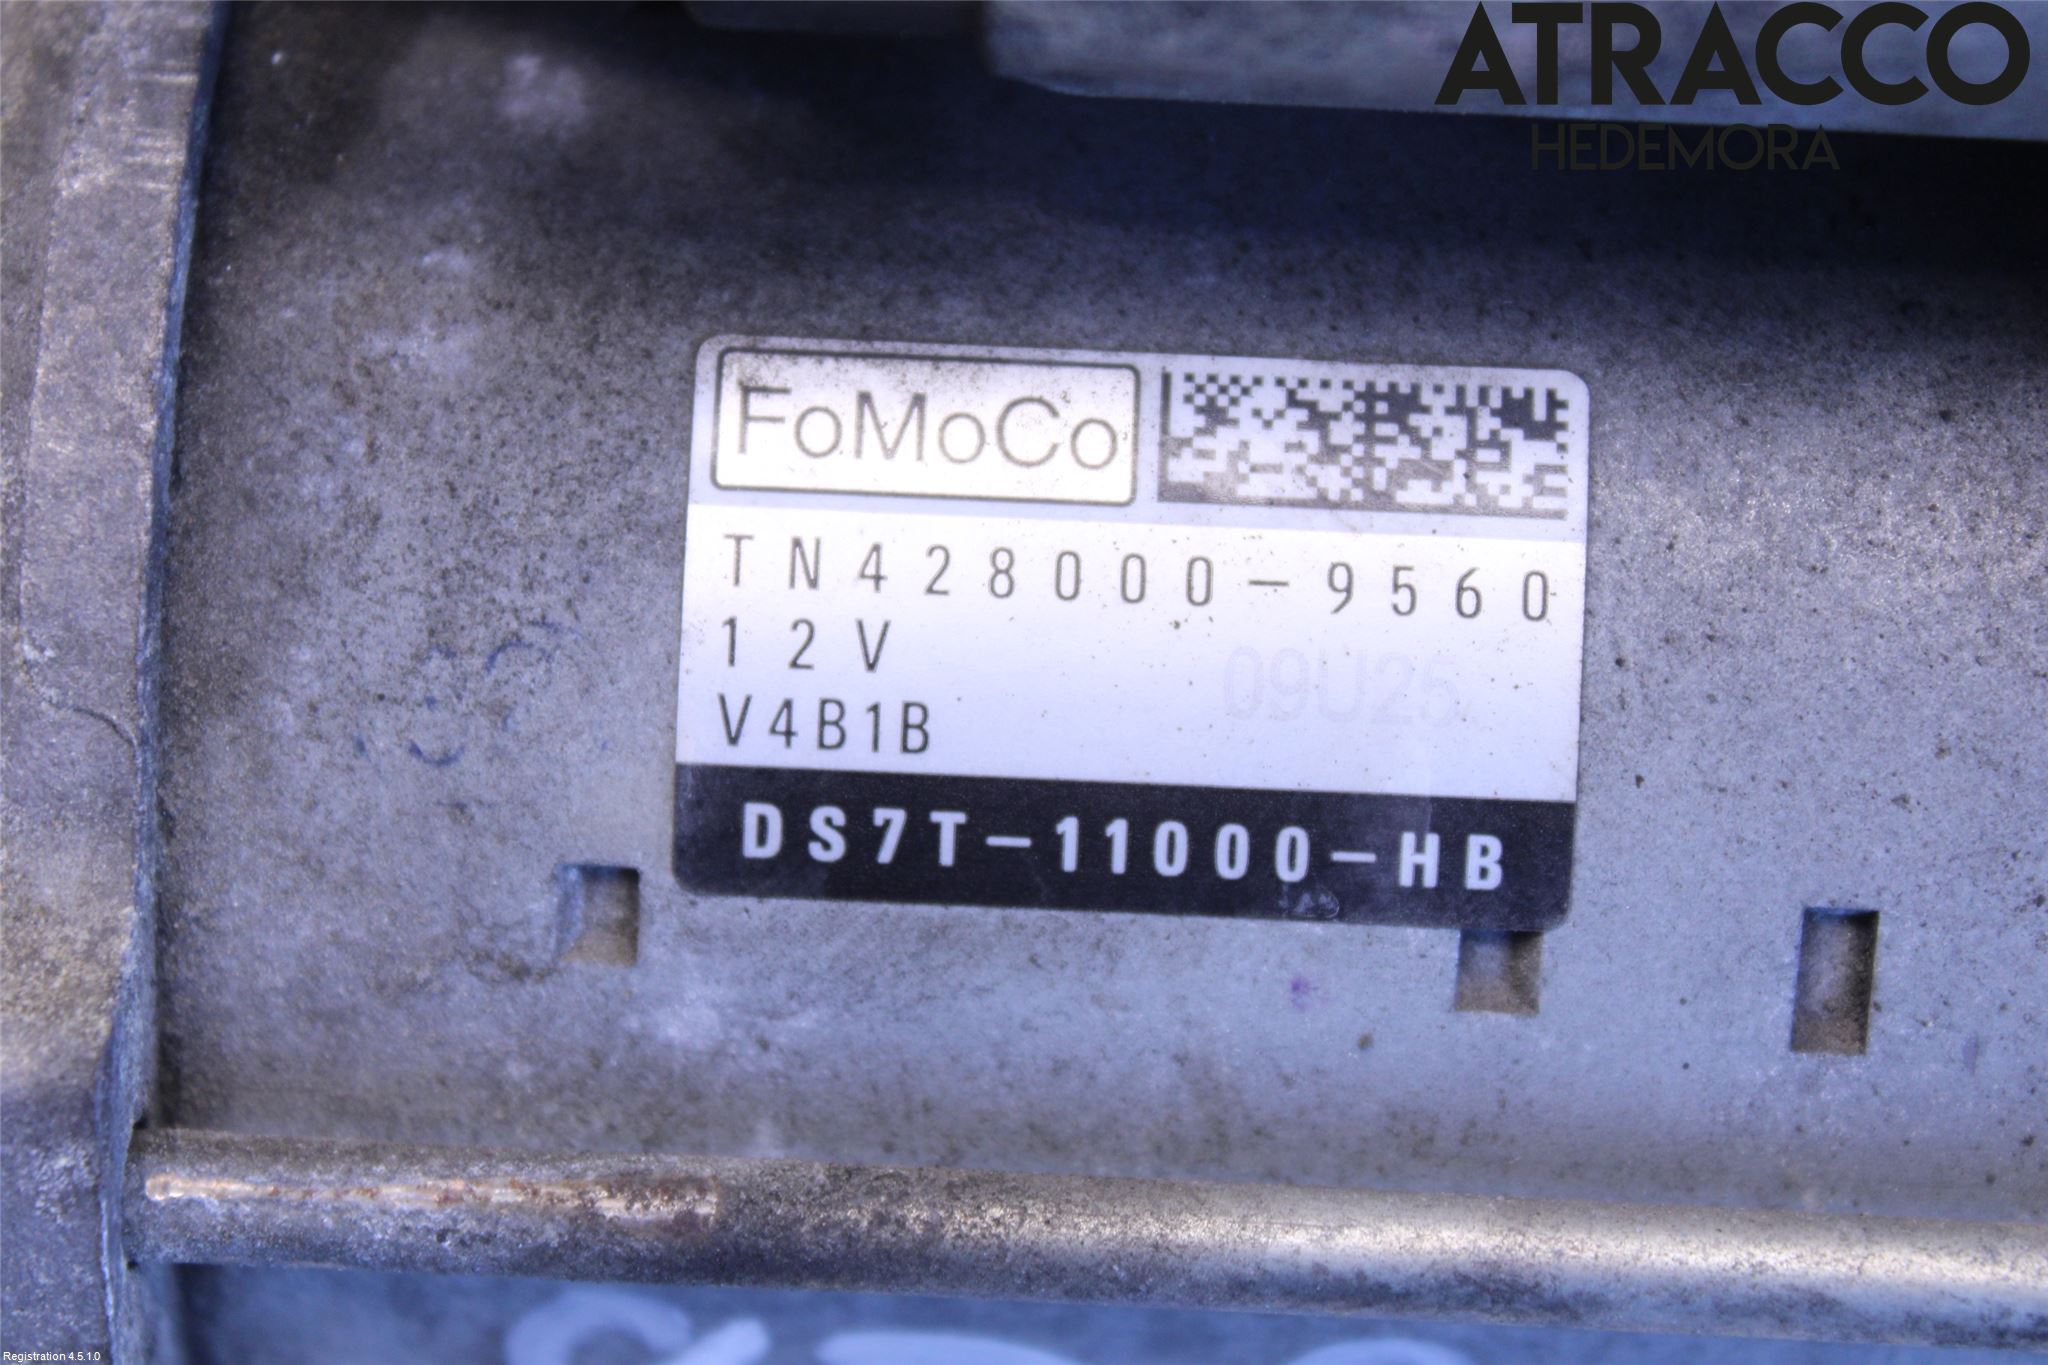 ATRACCO
HEDEMORA
FoMoCo
TN428000-9560
12V
09U25
V4B1B
DS7T-11000-HB
Registration 4.5.1.0